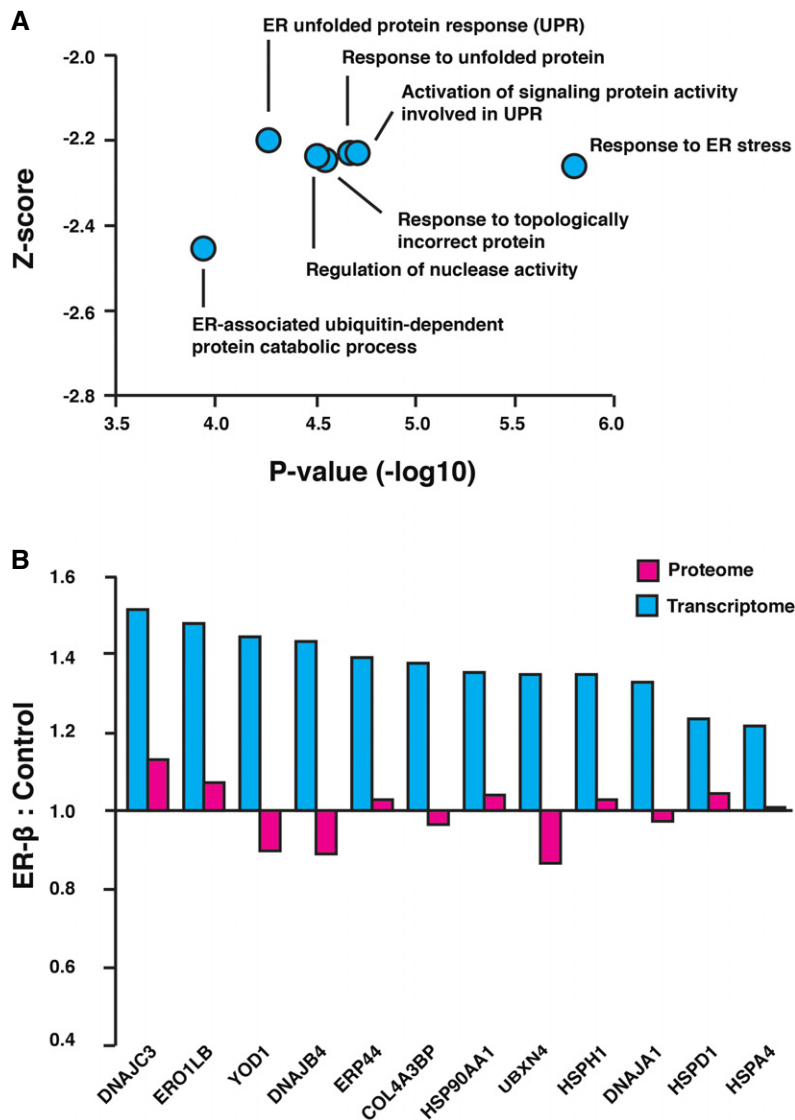 A
ER unfolded protein response (UPR)
Response to unfolded protein
Activation of signaling protein activity
involved in UPR
Response to ER stress
Response to topologically
incorrect protein
Regulation of nuclease activity
ER-associated ubiquitin-dependent
protein catabolic process
Z-score
-2.0
-2.2
-2.4
-2.6
-2.8
3.5 4.0 4.5 5.0 5.5 6.0
P-value (-log10)
B
Proteome
Transcriptome
ER-β : Control
1.6
1.4
1.2
1.0
0.8
0.6
0.4
DNAJC3
ERO1LB
YOD1
DNAJB4
ERP44
COL4A3BP
HSP90AA1
UBXN4
HSPH1
DNAJA1
HSPD1
HSPA4